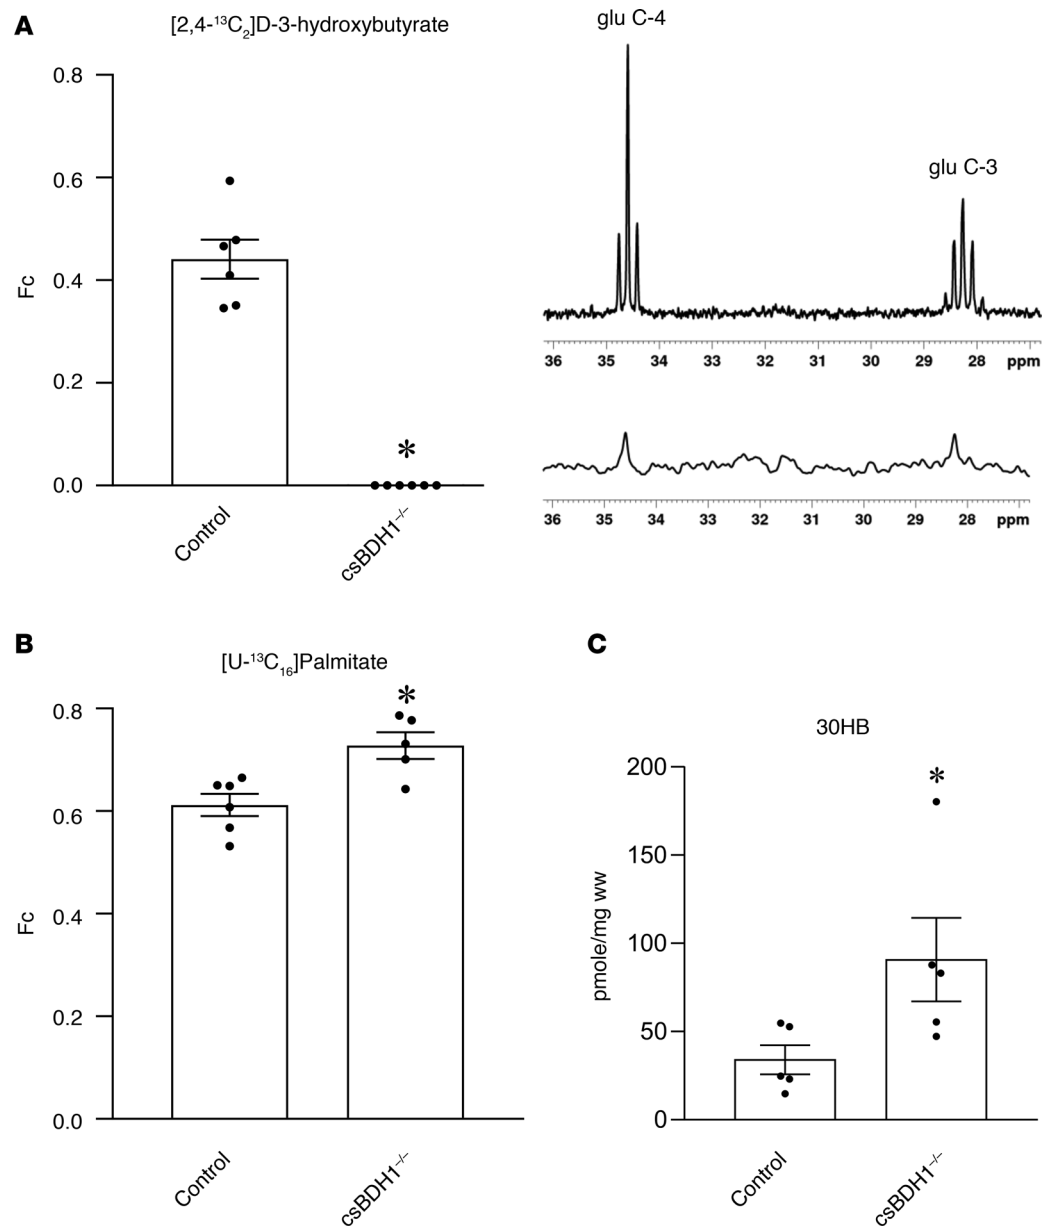 A
[2,4-¹³C₂]D-3-hydroxybutyrate
Fc
0.8
0.6
0.4
0.2
0.0
*
Control
csBDH1⁻/⁻
glu C-4
glu C-3
36 35 34 33 32 31 30 29 28 ppm
36 35 34 33 32 31 30 29 28 ppm
B
[U-¹³C₁₆]Palmitate
Fc
0.8
0.6
0.4
0.2
0.0
*
Control
csBDH1⁻/⁻
C
30HB
pmole/mg ww
200
150
100
50
0
*
Control
csBDH1⁻/⁻